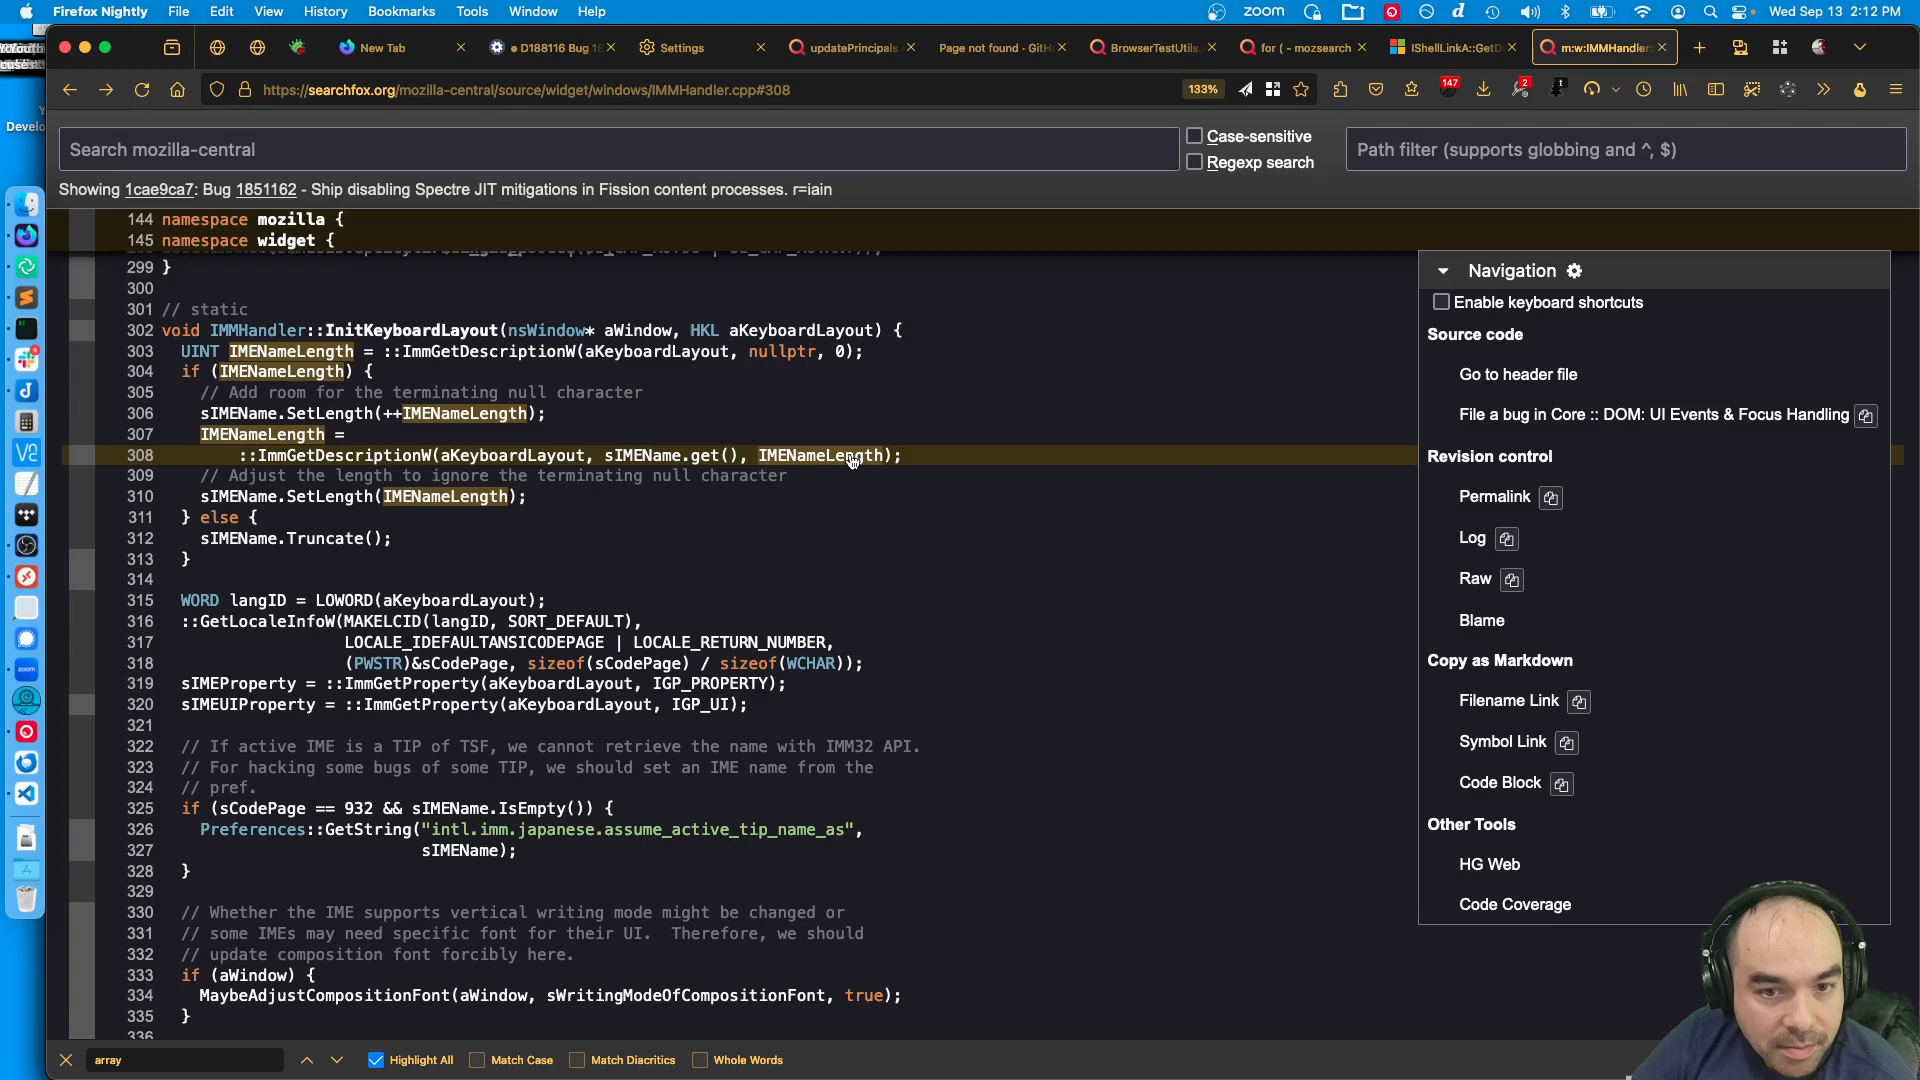 Firefox Nightly File Edit View History Bookmarks Tools Window Help zoom Wed Sep 13 2:12 PM
New Tab D188116 Bug 18 Settings updatePrincipals Page not found · GitH BrowserTestUtils. for ( - mozsearch IShellLinkA::GetD m:w:IMMHandler:
https://searchfox.org/mozilla-central/source/widget/windows/IMMHandler.cpp#308 133% 147 2
Develo
Search mozilla-central
Case-sensitive
Regexp search
Path filter (supports globbing and ^, $)
Showing 1cae9ca7: Bug 1851162 - Ship disabling Spectre JIT mitigations in Fission content processes. r=iain
144 namespace mozilla {
145 namespace widget {
299 }
300
301 // static
302 void IMMHandler::InitKeyboardLayout(nsWindow* aWindow, HKL aKeyboardLayout) {
303 UINT IMENameLength = ::ImmGetDescriptionW(aKeyboardLayout, nullptr, 0);
304 if (IMENameLength) {
305 // Add room for the terminating null character
306 sIMEName.SetLength(++IMENameLength);
307 IMENameLength =
308 ::ImmGetDescriptionW(aKeyboardLayout, sIMEName.get(), IMENameLength);
309 // Adjust the length to ignore the terminating null character
310 sIMEName.SetLength(IMENameLength);
311 } else {
312 sIMEName.Truncate();
313 }
314
315 WORD langID = LOWORD(aKeyboardLayout);
316 ::GetLocaleInfoW(MAKELCID(langID, SORT_DEFAULT),
317 LOCALE_IDEFAULTANSICODEPAGE | LOCALE_RETURN_NUMBER,
318 (PWSTR)&sCodePage, sizeof(sCodePage) / sizeof(WCHAR));
319 sIMEProperty = ::ImmGetProperty(aKeyboardLayout, IGP_PROPERTY);
320 sIMEUIProperty = ::ImmGetProperty(aKeyboardLayout, IGP_UI);
321
322 // If active IME is a TIP of TSF, we cannot retrieve the name with IMM32 API.
323 // For hacking some bugs of some TIP, we should set an IME name from the
324 // pref.
325 if (sCodePage == 932 && sIMEName.IsEmpty()) {
326 Preferences::GetString("intl.imm.japanese.assume_active_tip_name_as",
327 sIMEName);
328 }
329
330 // Whether the IME supports vertical writing mode might be changed or
331 // some IMEs may need specific font for their UI. Therefore, we should
332 // update composition font forcibly here.
333 if (aWindow) {
334 MaybeAdjustCompositionFont(aWindow, sWritingModeOfCompositionFont, true);
335 }
336
Navigation
Enable keyboard shortcuts
Source code
Go to header file
File a bug in Core :: DOM: UI Events & Focus Handling
Revision control
Permalink
Log
Raw
Blame
Copy as Markdown
Filename Link
Symbol Link
Code Block
Other Tools
HG Web
Code Coverage
array Highlight All Match Case Match Diacritics Whole Words